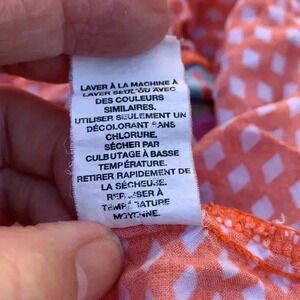 LAVER À LA MACHINE À
LAVER SEUL OU AVEC
DES COULEURS
SIMILAIRES.
UTILISER SEULEMENT UN
DÉCOLORANT SANS
CHLORURE.
SÉCHER PAR
CULBUTAGE À BASSE
TEMPÉRATURE.
RETIRER RAPIDEMENT DE
LA SÉCHEUSE.
REPASSER À
TEMPÉRATURE
MOYENNE.